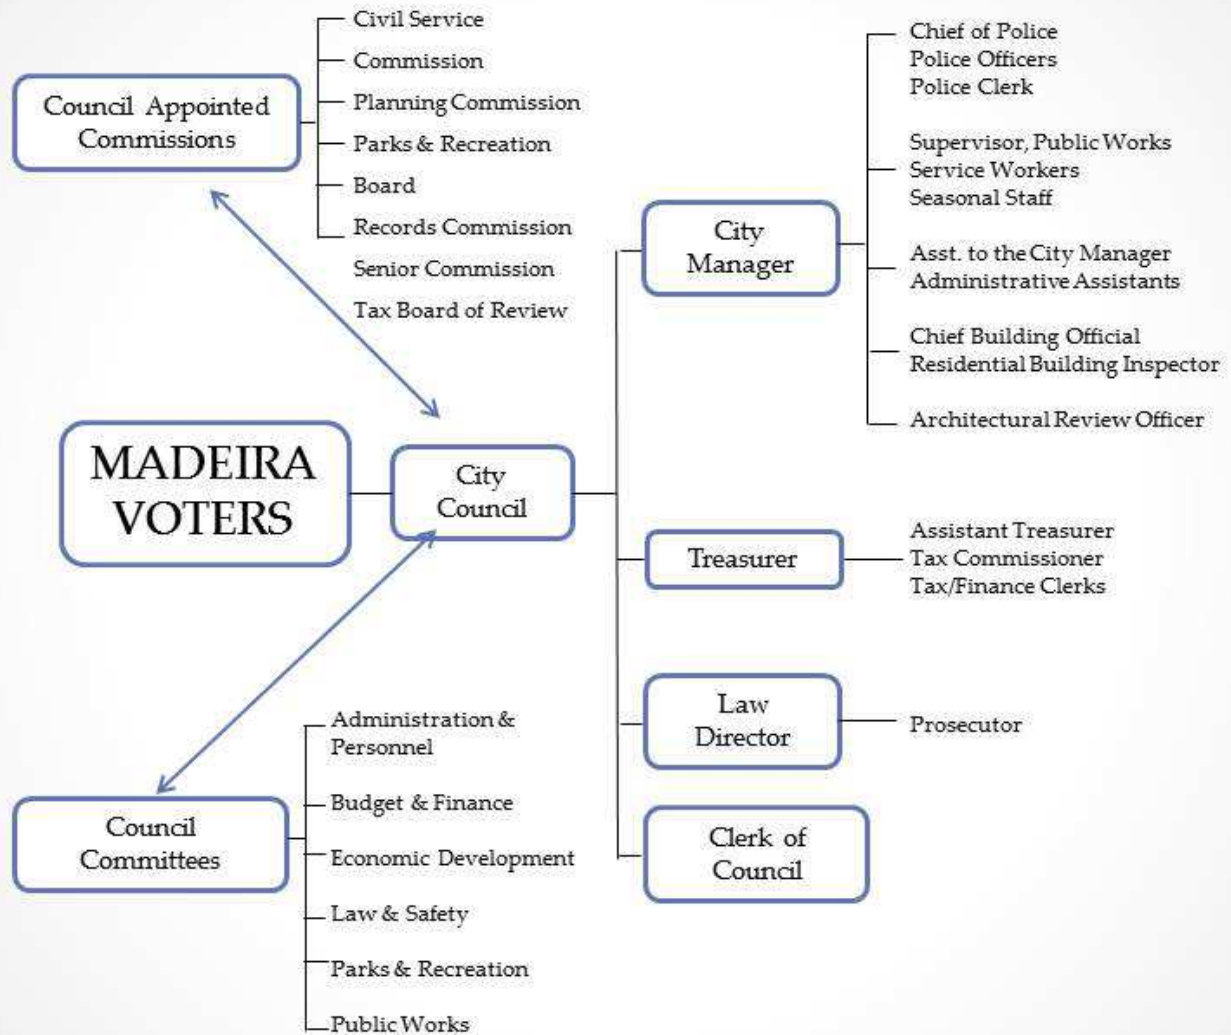 Council Appointed
Commissions
Civil Service
Commission
Planning Commission
Parks & Recreation
Board
Records Commission
Senior Commission
Tax Board of Review
MADEIRA
VOTERS
City
Council
Council
Committees
Administration &
Personnel
Budget & Finance
Economic Development
Law & Safety
Parks & Recreation
Public Works
City
Manager
Chief of Police
Police Officers
Police Clerk
Supervisor, Public Works
Service Workers
Seasonal Staff
Asst. to the City Manager
Administrative Assistants
Chief Building Official
Residential Building Inspector
Architectural Review Officer
Treasurer
Assistant Treasurer
Tax Commissioner
Tax/Finance Clerks
Law
Director
Prosecutor
Clerk of
Council